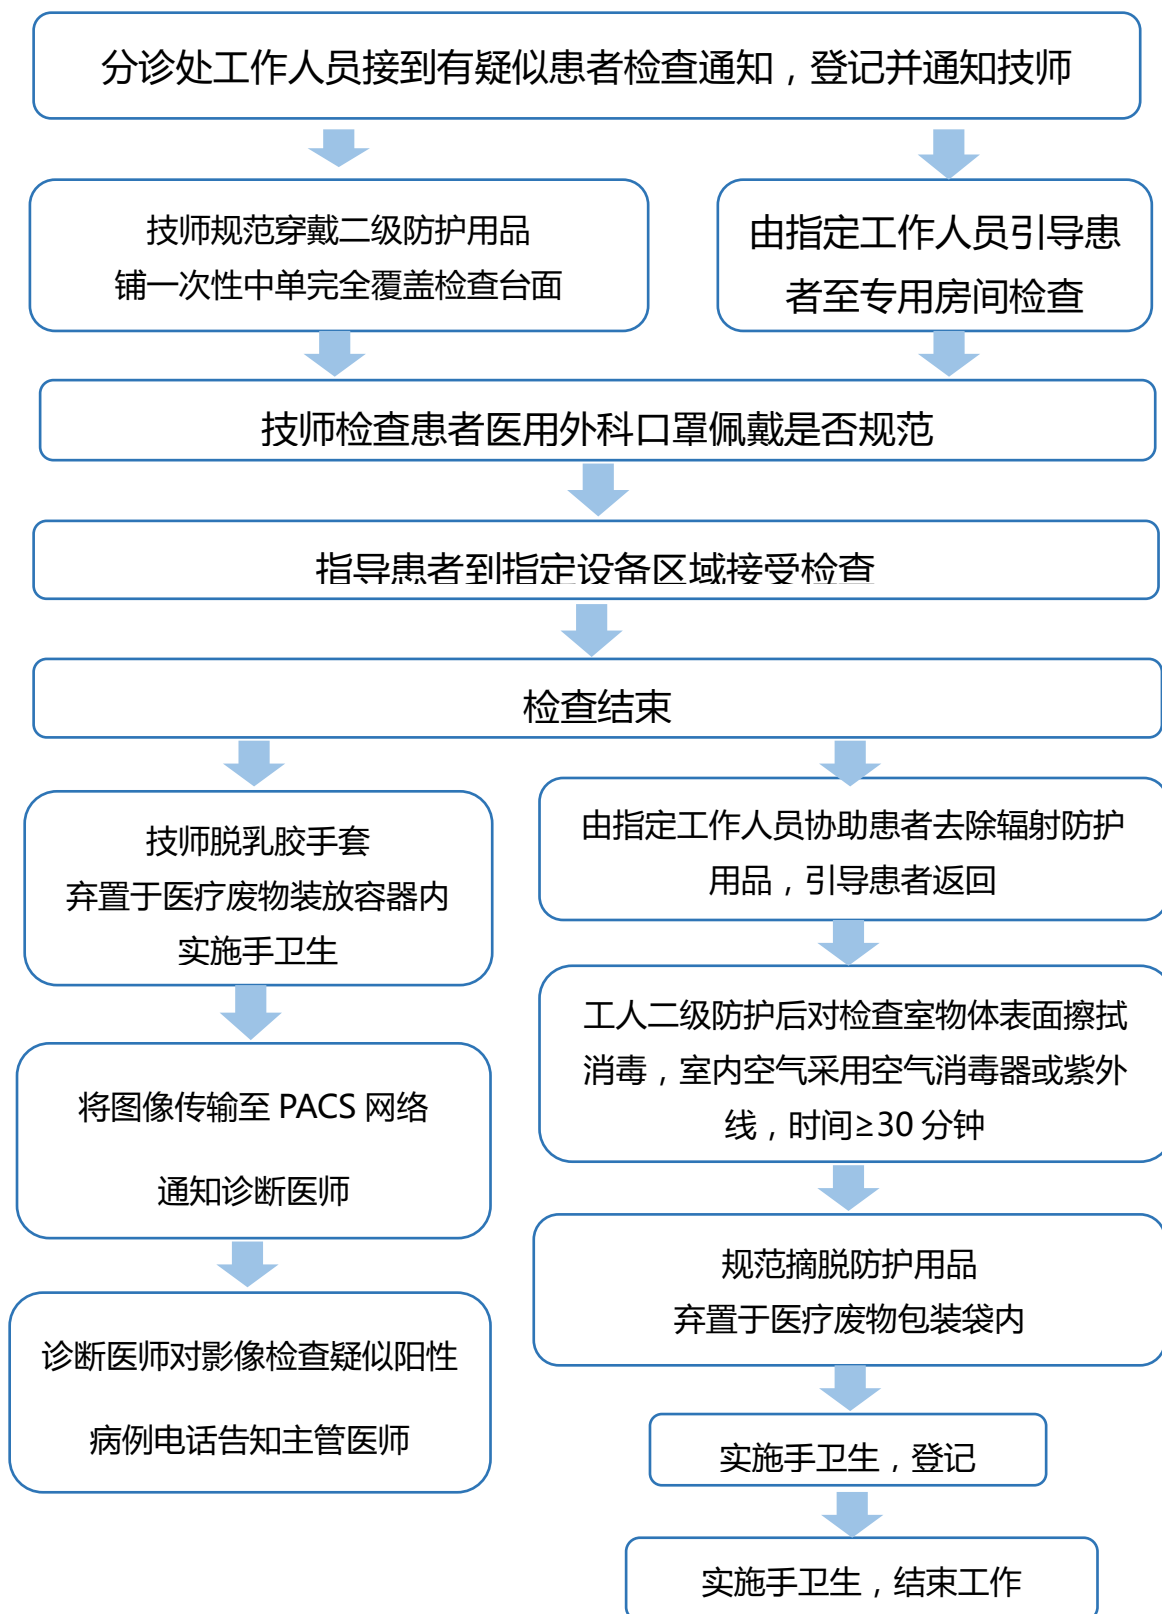 分诊处工作人员接到有疑似患者检查通知，登记并通知技师
技师规范穿戴二级防护用品
铺一次性中单完全覆盖检查台面
由指定工作人员引导患
者至专用房间检查
技师检查患者医用外科口罩佩戴是否规范
指导患者到指定设备区域接受检查
检查结束
技师脱乳胶手套
弃置于医疗废物装放容器内
实施手卫生
将图像传输至 PACS 网络
通知诊断医师
诊断医师对影像检查疑似阳性
病例电话告知主管医师
由指定工作人员协助患者去除辐射防护
用品，引导患者返回
工人二级防护后对检查室物体表面擦拭
消毒，室内空气采用空气消毒器或紫外
线，时间≥30 分钟
规范摘脱防护用品
弃置于医疗废物包装袋内
实施手卫生，登记
实施手卫生，结束工作